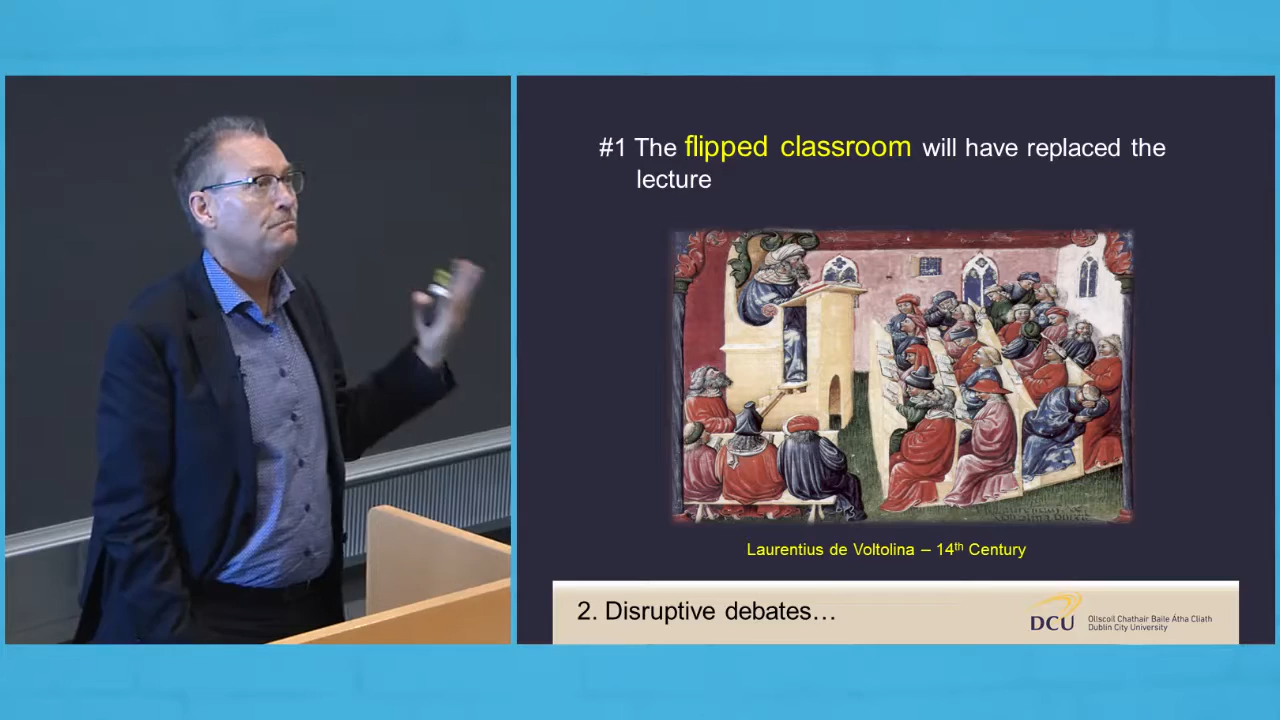 #1 The flipped classroom will have replaced the
lecture
Laurentius de Voltolina – 14th Century
2. Disruptive debates…
DCU
Ollscoil Chathair Bhaile Átha Cliath
Dublin City University